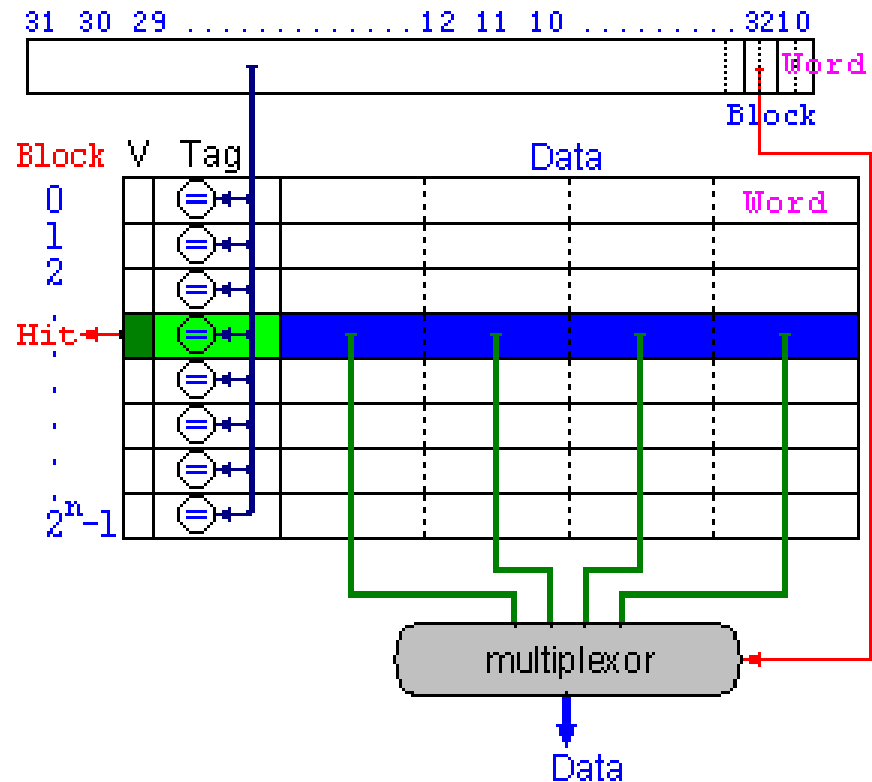 31 30 29 . . . . . . . . . . . . . 12 11 10 . . . . . . . . . . 3210
Word
Block
Block V Tag Data
0 Word
1
2
Hit
2ⁿ-1
multiplexor
Data